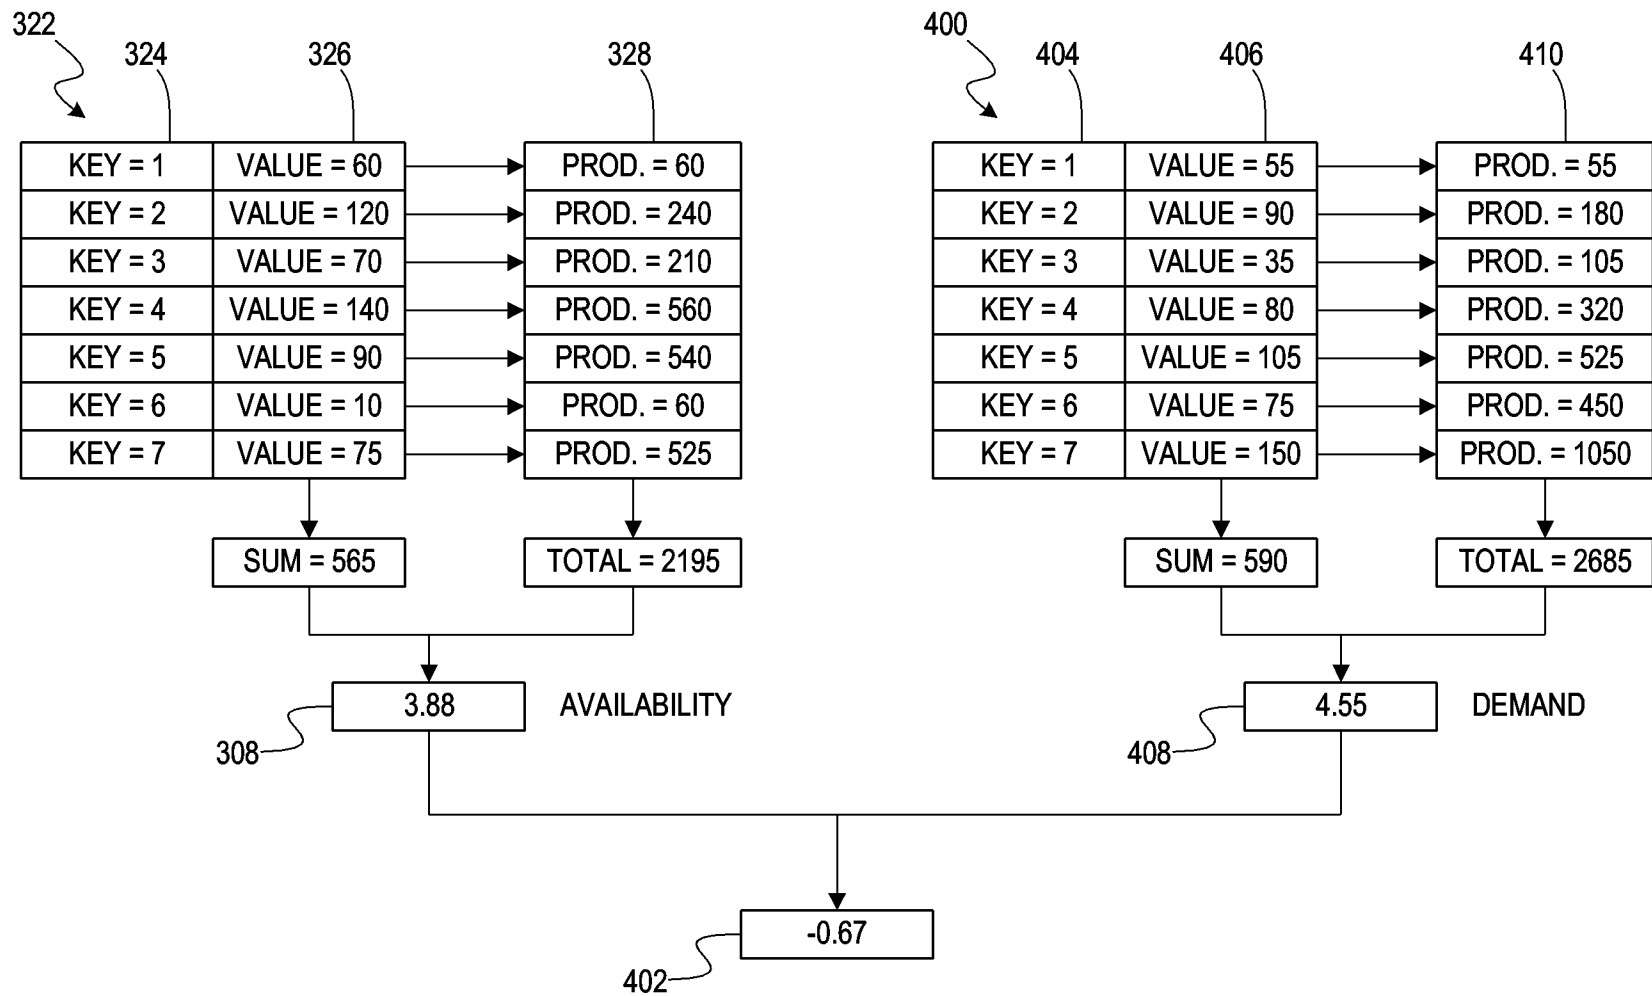 322
324
326
328
400
404
406
410
KEY = 1 VALUE = 60 PROD. = 60
KEY = 2 VALUE = 120 PROD. = 240
KEY = 3 VALUE = 70 PROD. = 210
KEY = 4 VALUE = 140 PROD. = 560
KEY = 5 VALUE = 90 PROD. = 540
KEY = 6 VALUE = 10 PROD. = 60
KEY = 7 VALUE = 75 PROD. = 525
SUM = 565 TOTAL = 2195
3.88 AVAILABILITY
308
KEY = 1 VALUE = 55 PROD. = 55
KEY = 2 VALUE = 90 PROD. = 180
KEY = 3 VALUE = 35 PROD. = 105
KEY = 4 VALUE = 80 PROD. = 320
KEY = 5 VALUE = 105 PROD. = 525
KEY = 6 VALUE = 75 PROD. = 450
KEY = 7 VALUE = 150 PROD. = 1050
SUM = 590 TOTAL = 2685
4.55 DEMAND
408
-0.67
402